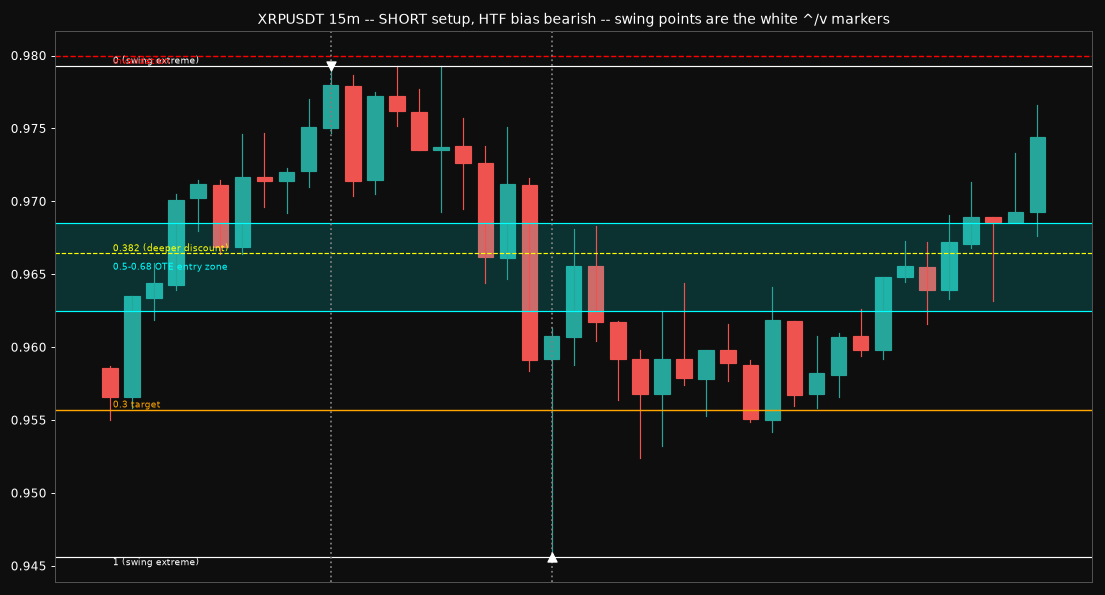 XRPUSDT 15m -- SHORT setup, HTF bias bearish -- swing points are the white ^/v markers
0.980
0 (swing extreme)
0.975
0.970
0.382 (deeper discount)
0.965
0.5-0.68 OTE entry zone
0.960
0.955
0.3 target
0.950
0.945
1 (swing extreme)